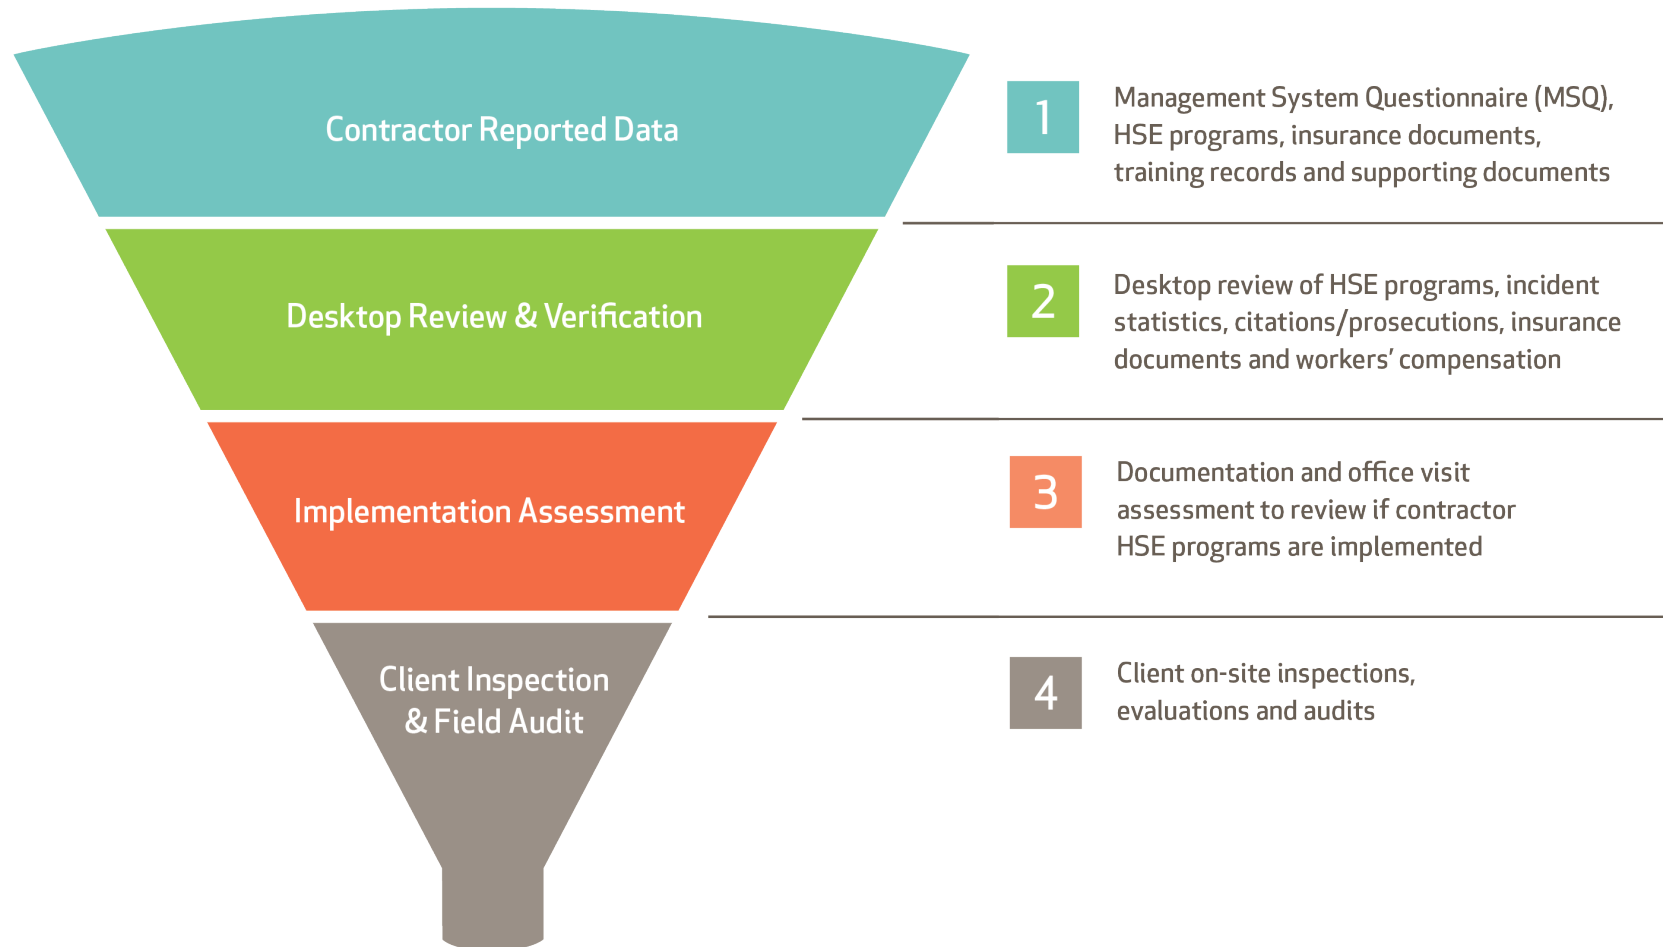 Contractor Reported Data
1
Management System Questionnaire (MSQ),
HSE programs, insurance documents,
training records and supporting documents
Desktop Review & Verification
2
Desktop review of HSE programs, incident
statistics, citations/prosecutions, insurance
documents and workers’ compensation
Implementation Assessment
3
Documentation and office visit
assessment to review if contractor
HSE programs are implemented
Client Inspection
& Field Audit
4
Client on-site inspections,
evaluations and audits